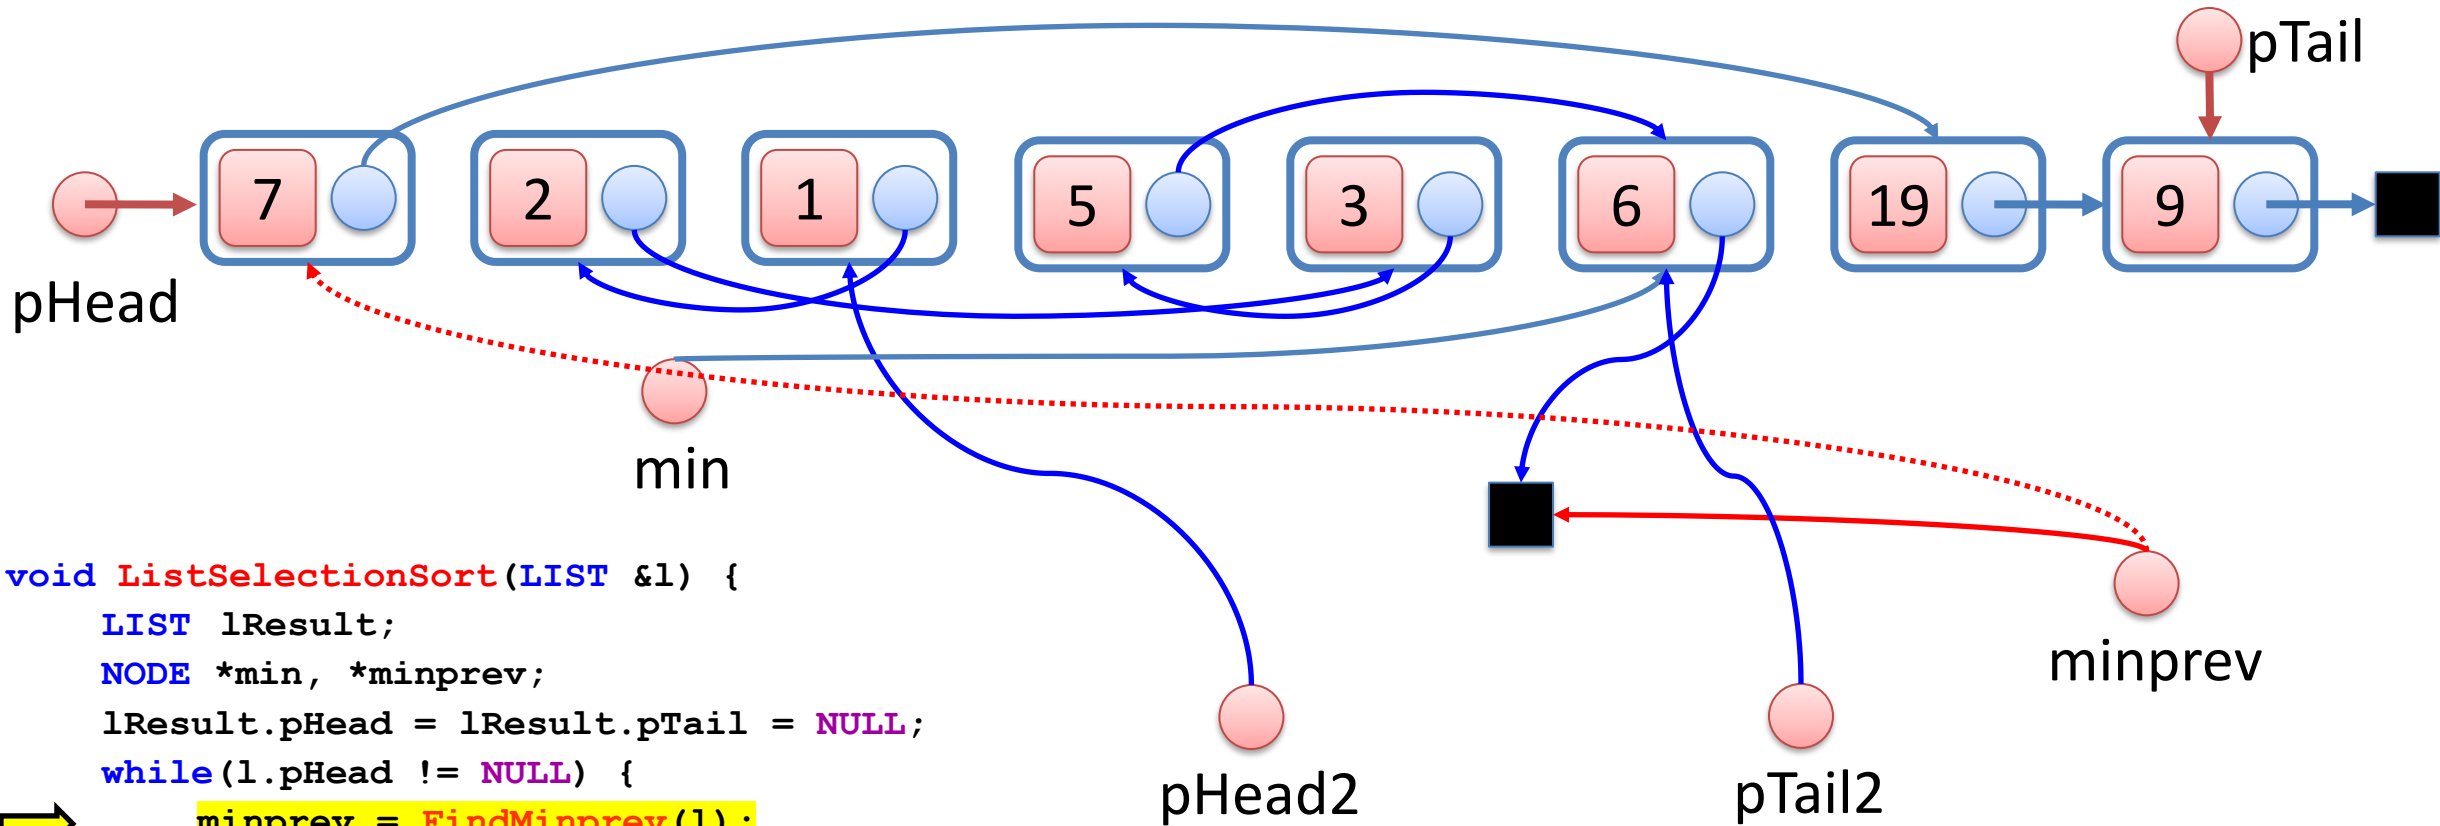 pTail
7 2 1 5 3 6 19 9
pHead
min
minprev
pHead2
pTail2
void ListSelectionSort(LIST &l) {
LIST lResult;
NODE *min, *minprev;
lResult.pHead = lResult.pTail = NULL;
while(l.pHead != NULL) {
minprev = FindMinprev(l);